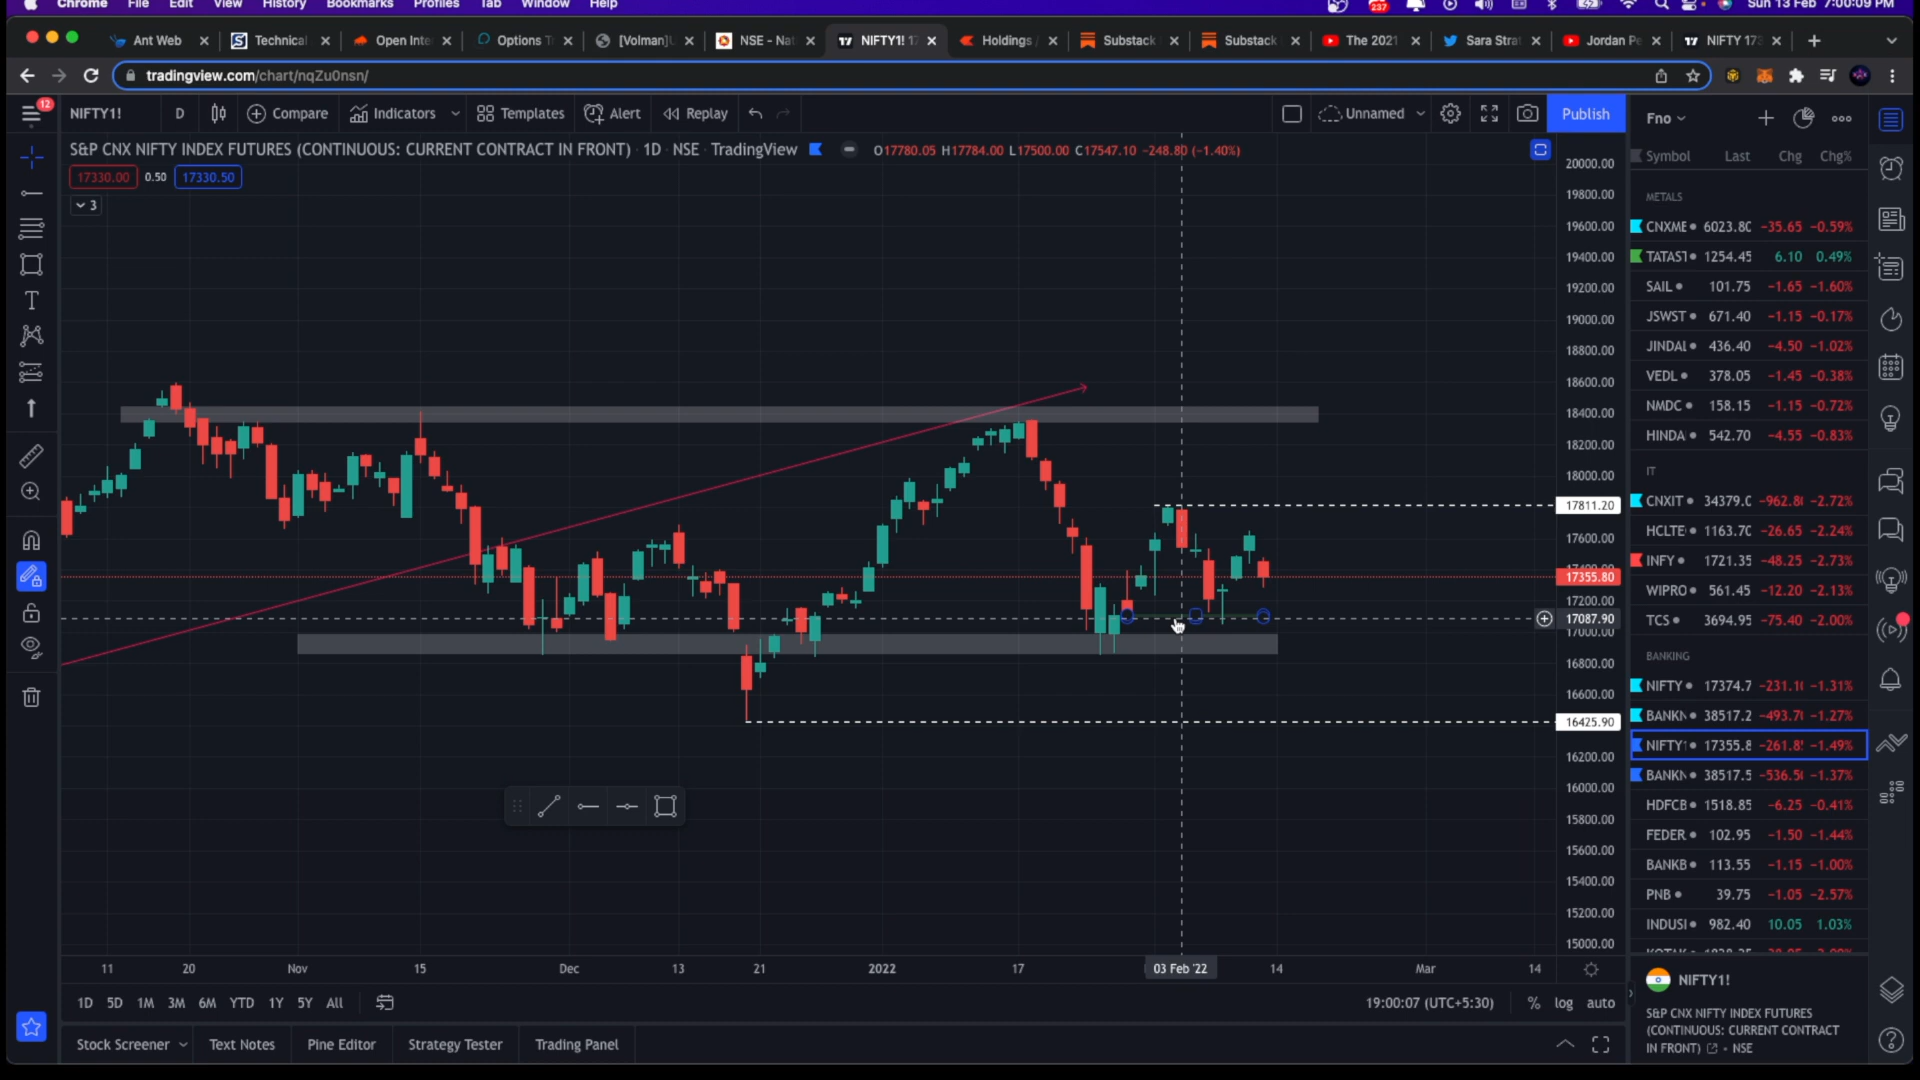 Chrome File Edit View History Bookmarks Profiles Tab Window Help 237 Sun 13 Feb 7:00:09 PM
Ant Web Technical Open Inte Options T [Volman] NSE - Nat NIFTY1! 17 Holdings / Substack Substack The 2021 Sara Strat Jordan Pe NIFTY 173
tradingview.com/chart/nqZu0nsn/
12 NIFTY1! D Compare Indicators Templates Alert Replay Unnamed Publish
S&P CNX NIFTY INDEX FUTURES (CONTINUOUS: CURRENT CONTRACT IN FRONT) · 1D · NSE · TradingView O17780.05 H17784.00 L17500.00 C17547.10 -248.80 (-1.40%)
17330.00 0.50 17330.50
3
20000.00
19800.00
19600.00
19400.00
19200.00
19000.00
18800.00
18600.00
18400.00
18200.00
18000.00
17811.20
17600.00
17355.80
17200.00
17087.90
17000.00
16800.00
16600.00
16425.90
16200.00
16000.00
15800.00
15600.00
15400.00
15200.00
15000.00
11 20 Nov 15 Dec 13 21 2022 17 03 Feb '22 14 Mar 14
1D 5D 1M 3M 6M YTD 1Y 5Y All 19:00:07 (UTC+5:30) % log auto
Stock Screener Text Notes Pine Editor Strategy Tester Trading Panel
Fno
Symbol Last Chg Chg%
METALS
CNXME 6023.80 -35.65 -0.59%
TATAST 1254.45 6.10 0.49%
SAIL 101.75 -1.65 -1.60%
JSWST 671.40 -1.15 -0.17%
JINDAL 436.40 -4.50 -1.02%
VEDL 378.05 -1.45 -0.38%
NMDC 158.15 -1.15 -0.72%
HINDA 542.70 -4.55 -0.83%
IT
CNXIT 34379.0 -962.80 -2.72%
HCLTE 1163.70 -26.65 -2.24%
INFY 1721.35 -48.25 -2.73%
WIPRO 561.45 -12.20 -2.13%
TCS 3694.95 -75.40 -2.00%
BANKING
NIFTY 17374.7 -231.10 -1.31%
BANKN 38517.2 -493.70 -1.27%
NIFTY1 17355.8 -261.85 -1.49%
BANKN 38517.5 -536.50 -1.37%
HDFCB 1518.85 -6.25 -0.41%
FEDER 102.95 -1.50 -1.44%
BANKB 113.55 -1.15 -1.00%
PNB 39.75 -1.05 -2.57%
INDUSI 982.40 10.05 1.03%
NIFTY1!
S&P CNX NIFTY INDEX FUTURES
(CONTINUOUS: CURRENT CONTRACT
IN FRONT) • NSE